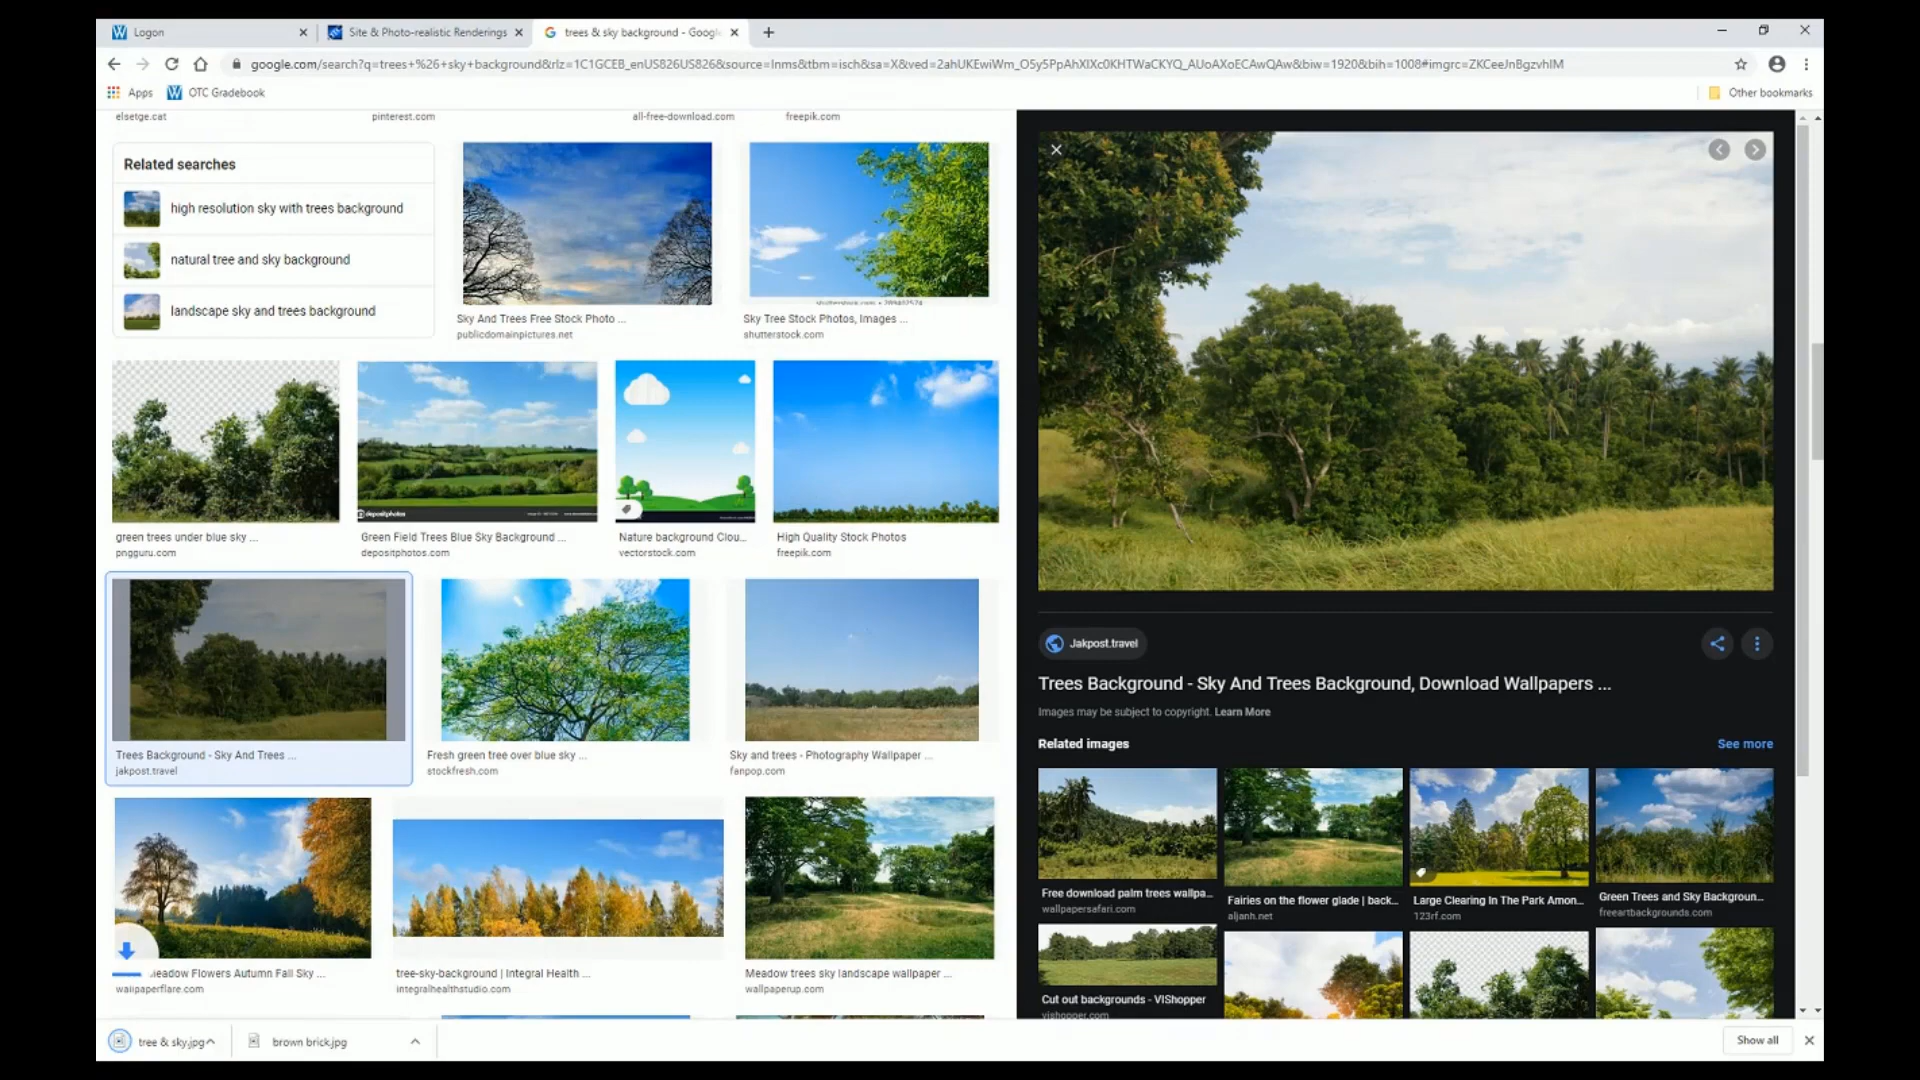 Logon
Site & Photo-realistic Renderings
trees & sky background - Google
google.com/search?q=trees+%26+sky+background&rlz=1C1GCEB_enUS826US826&source=lnms&tbm=isch&sa=X&ved=2ahUKEwiWm_O5y5PpAhXIXc0KHTWaCKYQ_AUoAXoECAwQAw&biw=1920&bih=1008#imgrc=ZKCeeJnBgzvhIM
Apps
OTC Gradebook
Other bookmarks
elsetge.cat
pinterest.com
all-free-download.com
freepik.com
Related searches
high resolution sky with trees background
natural tree and sky background
landscape sky and trees background
Sky And Trees Free Stock Photo ...
publicdomainpictures.net
Sky Tree Stock Photos, Images ...
shutterstock.com
green trees under blue sky ...
pngguru.com
depositphotos
Green Field Trees Blue Sky Background ...
depositphotos.com
Nature background Clou...
vectorstock.com
High Quality Stock Photos
freepik.com
Trees Background - Sky And Trees ...
jakpost.travel
Fresh green tree over blue sky ...
stockfresh.com
Sky and trees - Photography Wallpaper ...
fanpop.com
Meadow Flowers Autumn Fall Sky ...
wallpaperflare.com
tree-sky-background | Integral Health ...
integralhealthstudio.com
Meadow trees sky landscape wallpaper ...
wallpaperup.com
Jakpost.travel
Trees Background - Sky And Trees Background, Download Wallpapers ...
Images may be subject to copyright. Learn More
Related images
See more
Free download palm trees wallpa...
wallpapersafari.com
Fairies on the flower glade | back...
aljanh.net
Large Clearing In The Park Amon...
123rf.com
Green Trees and Sky Backgroun...
freeartbackgrounds.com
Cut out backgrounds - VIShopper
vishopper.com
tree & sky.jpg
brown brick.jpg
Show all